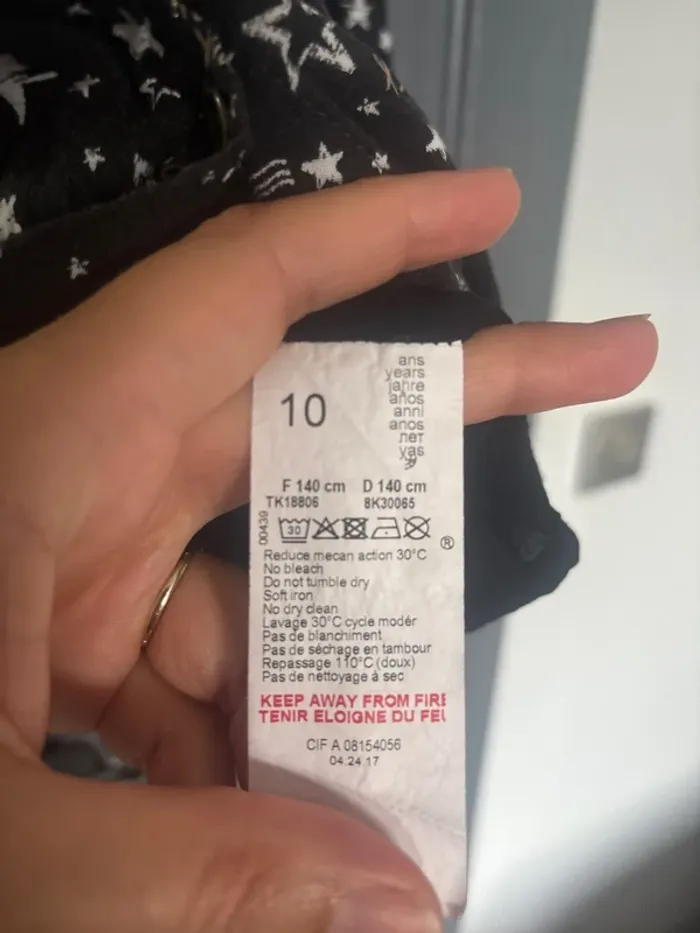 10
ans
years
jahre
años
anni
anos
лет
yaş
F 140 cm D 140 cm
TK18806 8K30065
00439
30
®
Reduce mecan action 30°C
No bleach
Do not tumble dry
Soft iron
No dry clean
Lavage 30°C cycle modér
Pas de blanchiment
Pas de séchage en tambour
Repassage 110°C (doux)
Pas de nettoyage à sec
KEEP AWAY FROM FIRE
TENIR ELOIGNE DU FEU
CIF A 08154056
04.24.17